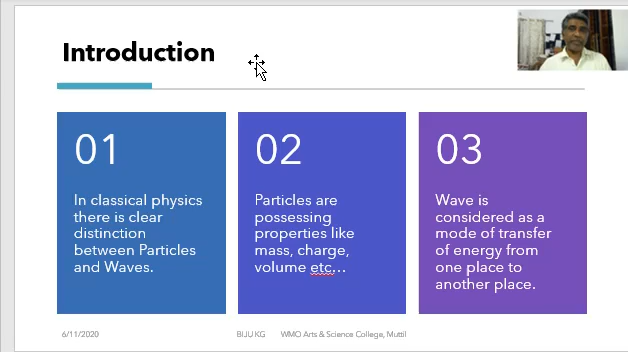 Introduction
01
In classical physics
there is clear
distinction
between Particles
and Waves.
02
Particles are
possessing
properties like
mass, charge,
volume etc...
03
Wave is
considered as a
mode of transfer
of energy from
one place to
another place.
6/11/2020
BIJU KG WMO Arts & Science College, Muttil